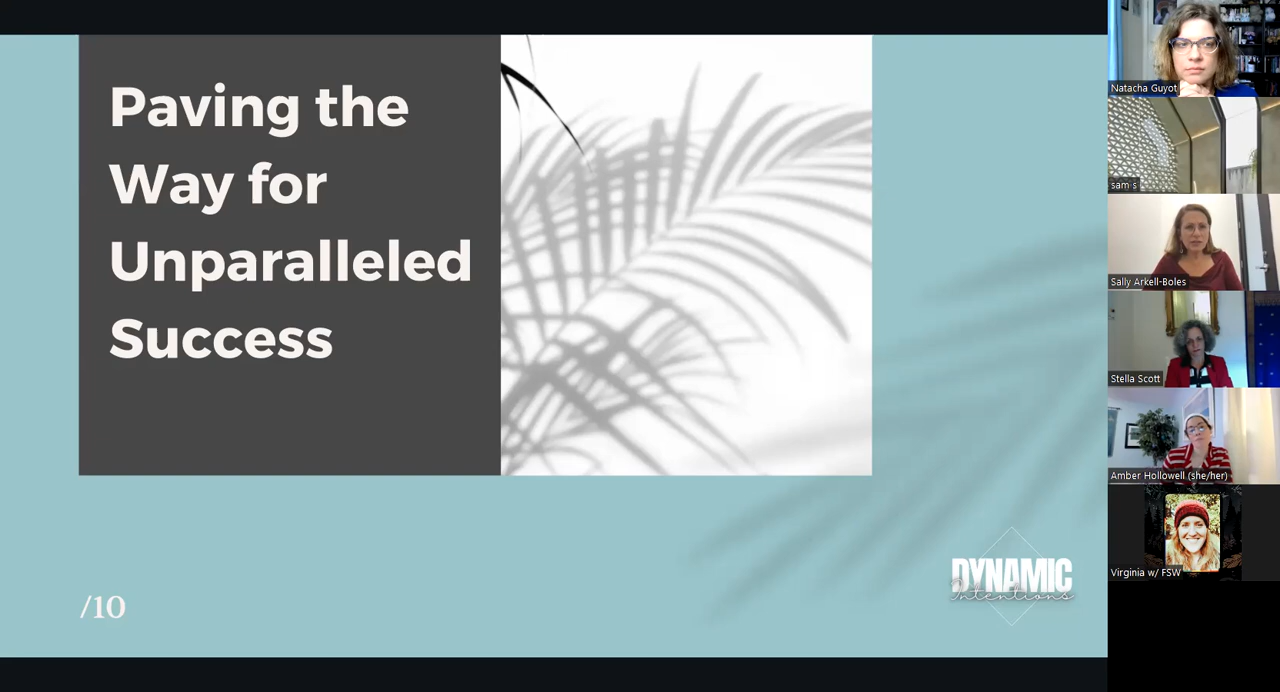 Paving the
Way for
Unparalleled
Success
/10
DYNAMIC
Intentions
Natacha Guyot
sam s
Sally Arkell-Boles
Stella Scott
Amber Hollowell (she/her)
Virginia w/ FSW